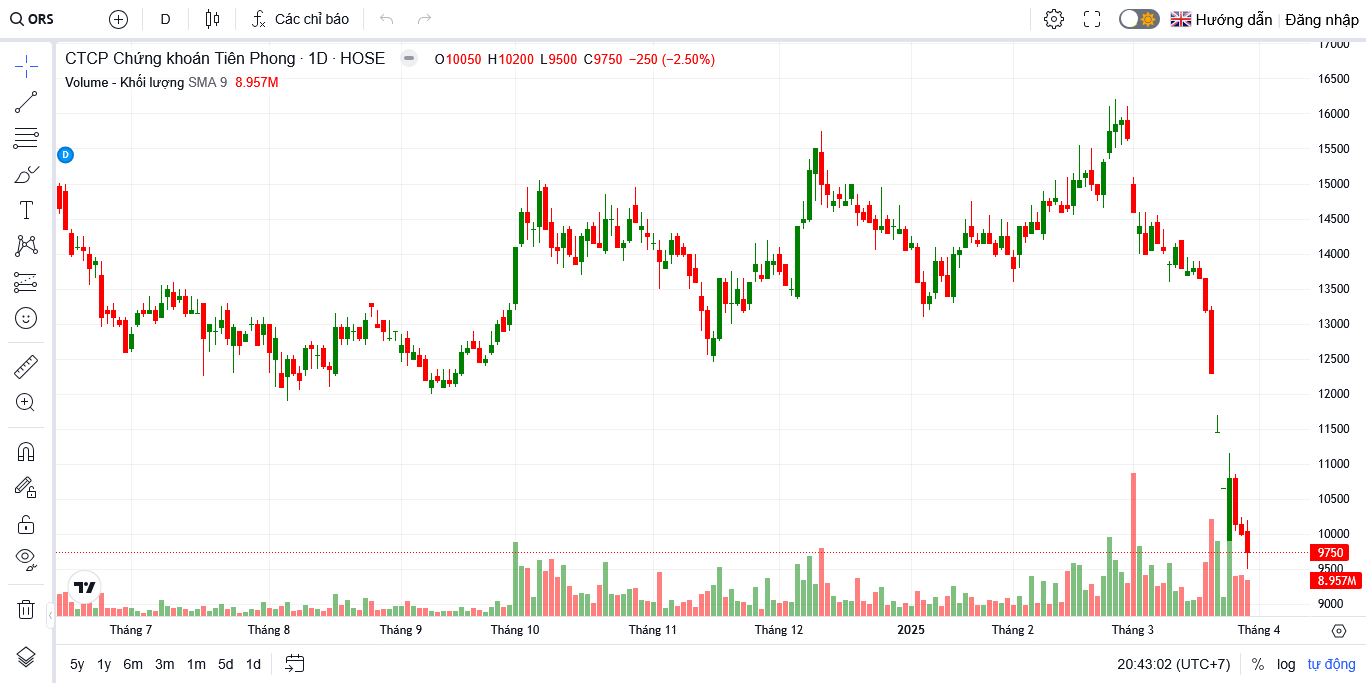 ORS D Các chỉ báo Hướng dẫn Đăng nhập
CTCP Chứng khoán Tiên Phong · 1D · HOSE O10050 H10200 L9500 C9750 −250 (−2.50%)
Volume - Khối lượng SMA 9 8.957M
D
17000
16500
16000
15500
15000
14500
14000
13500
13000
12500
12000
11500
11000
10500
10000
9750
9500
8.957M
9000
Tháng 7 Tháng 8 Tháng 9 Tháng 10 Tháng 11 Tháng 12 2025 Tháng 2 Tháng 3 Tháng 4
5y 1y 6m 3m 1m 5d 1d 20:43:02 (UTC+7) % log tự động